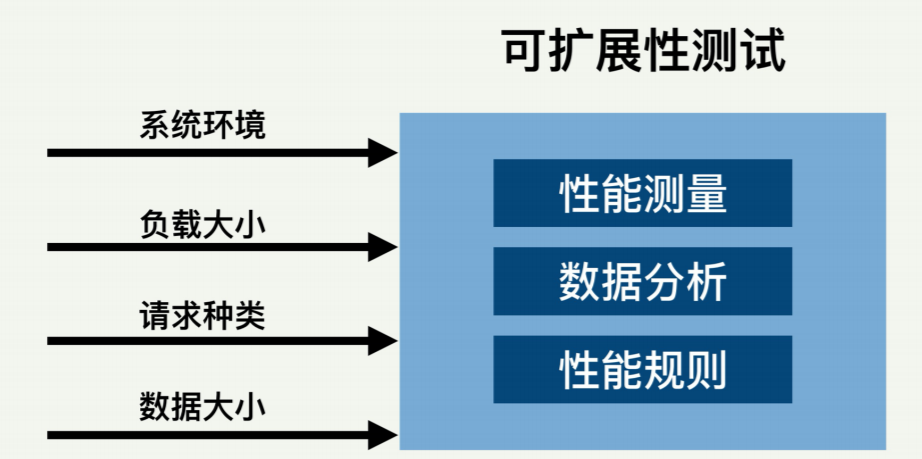 可扩展性测试
系统环境
负载大小
请求种类
数据大小
性能测量
数据分析
性能规则